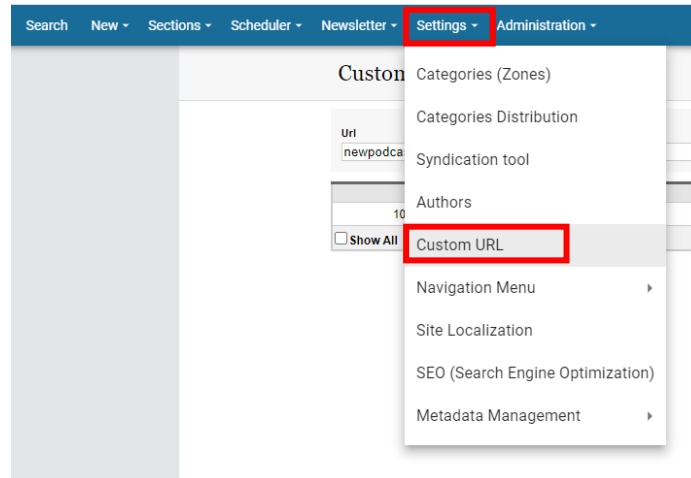 Search New Sections Scheduler Newsletter Settings Administration
Custom
Categories (Zones)
Categories Distribution
Url
newpodca
Syndication tool
Authors
10
Show All
Custom URL
Navigation Menu
Site Localization
SEO (Search Engine Optimization)
Metadata Management